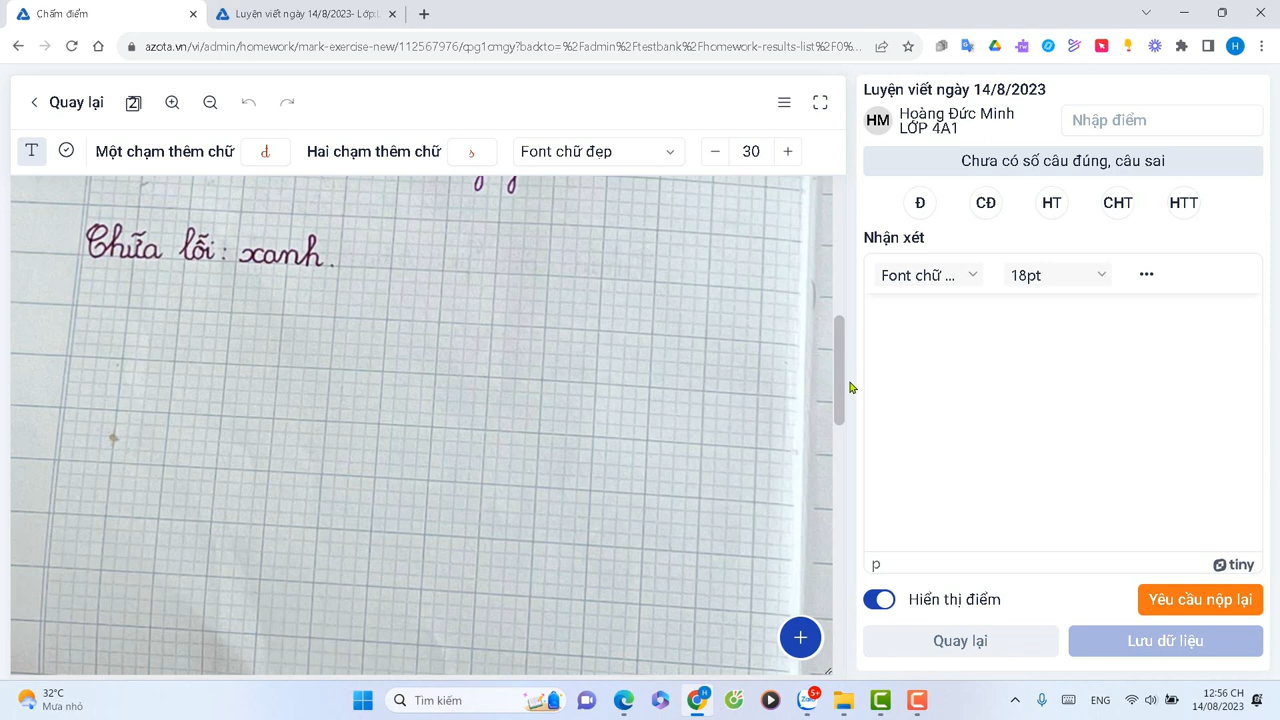 Chấm điểm
Luyện viết ngày 14/8/2023- Lớp:
azota.vn/vi/admin/homework/mark-exercise-new/112567976/cpg1cmgy?backto=%2Fadmin%2Ftestbank%2Fhomework-results-list%2F0%...
H
Quay lại
2
T
Một chạm thêm chữ
d
Hai chạm thêm chữ
s
Font chữ đẹp
30
Chữa lỗi: xanh.
Luyện viết ngày 14/8/2023
HM
Hoàng Đức Minh
LỚP 4A1
Nhập điểm
Chưa có số câu đúng, câu sai
Đ
CĐ
HT
CHT
HTT
Nhận xét
Font chữ ...
18pt
p
tiny
Hiển thị điểm
Yêu cầu nộp lại
Quay lại
Lưu dữ liệu
32°C
Mưa nhỏ
Tìm kiếm
H
Zalo
5+
ENG
12:56 CH
14/08/2023